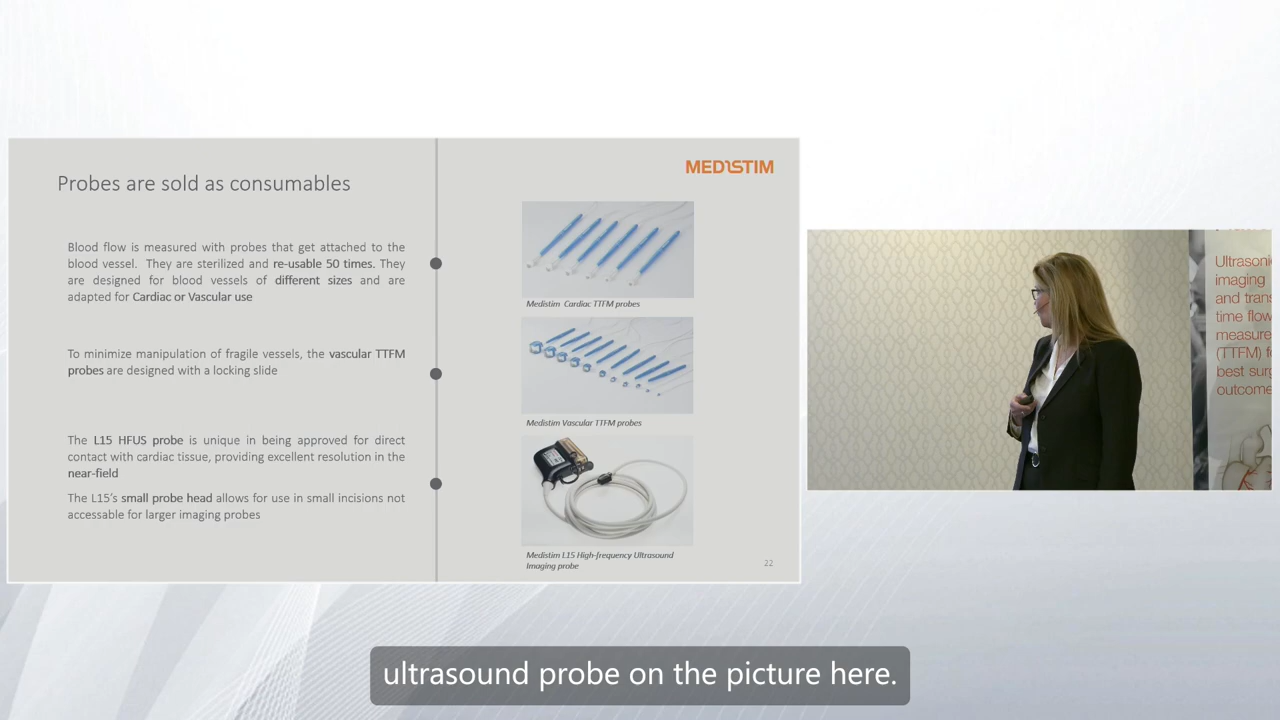 MEDISTIM
Probes are sold as consumables
Blood flow is measured with probes that get attached to the
blood vessel. They are sterilized and re-usable 50 times. They
are designed for blood vessels of different sizes and are
adapted for Cardiac or Vascular use
To minimize manipulation of fragile vessels, the vascular TTFM
probes are designed with a locking slide
The L15 HFUS probe is unique in being approved for direct
contact with cardiac tissue, providing excellent resolution in the
near-field
The L15's small probe head allows for use in small incisions not
accessable for larger imaging probes
Medistim Cardiac TTFM probes
Medistim Vascular TTFM probes
Medistim L15 High-frequency Ultrasound
Imaging probe
22
Ultrasonic
imaging
and trans
time flow
measure
(TTFM) f
best surg
outcome
ultrasound probe on the picture here.